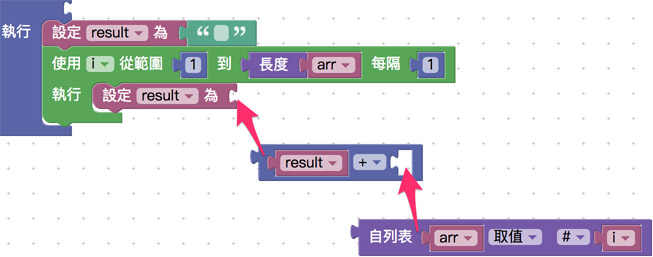 執行 設定 result 為 “ ”
使用 i 從範圍 1 到 長度 arr 每隔 1
執行 設定 result 為
result +
自列表 arr 取值 # i